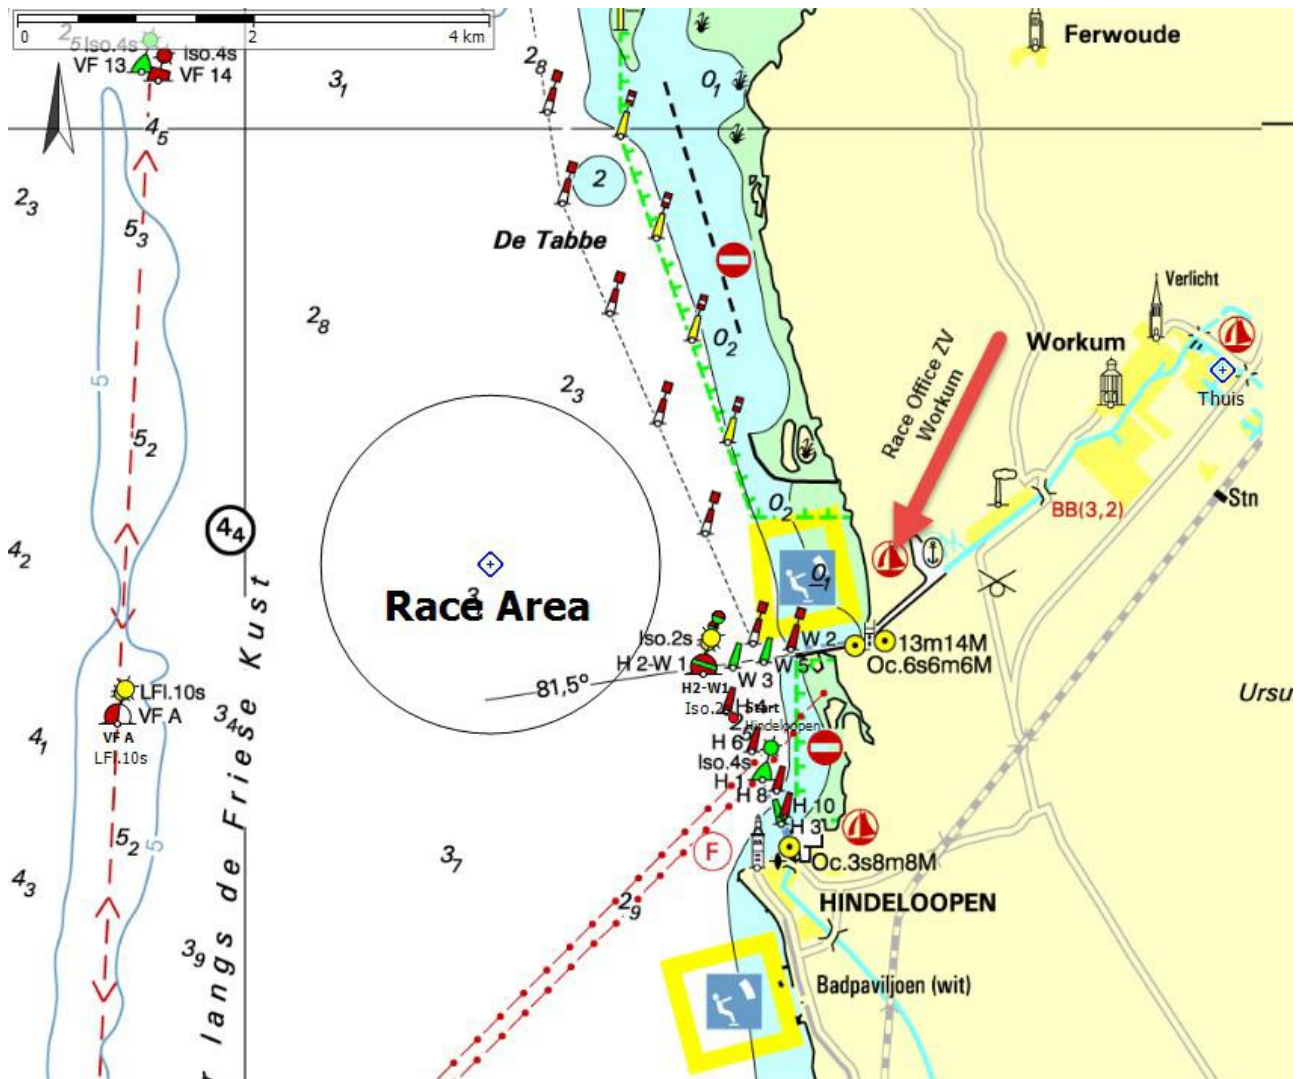 0 2 4 km
2₅ Iso.4s
VF 13
Iso.4s
VF 14
Ferwoude
2₈
3₁
0₁
4₅
2₃
2
5₃
De Tabbe
Verlicht
2₈
0₂
Workum
Race Office ZV
Workum
Thuis
2₃
5
5₂
BB(3,2)
Stn
0₂
4₄
4₂
0₁
Race Area
Iso.2s
W 2
13m14M
H 2-W 1
W 5
Oc.6s6m6M
W 3
81,5°
H2-W1
Iso.2s
H 4
Start
Hindeloopen
LFl.10s
VF A
VF A
LFl.10s
3₄
4₁
Ursu
H 6
Iso.4s
H 1
H 8
H 10
H 3
5₂
5
F
3₇
Oc.3s8m8M
4₃
2₉
HINDELOOPEN
3₉
Badpaviljoen (wit)
langs de Friese Kust